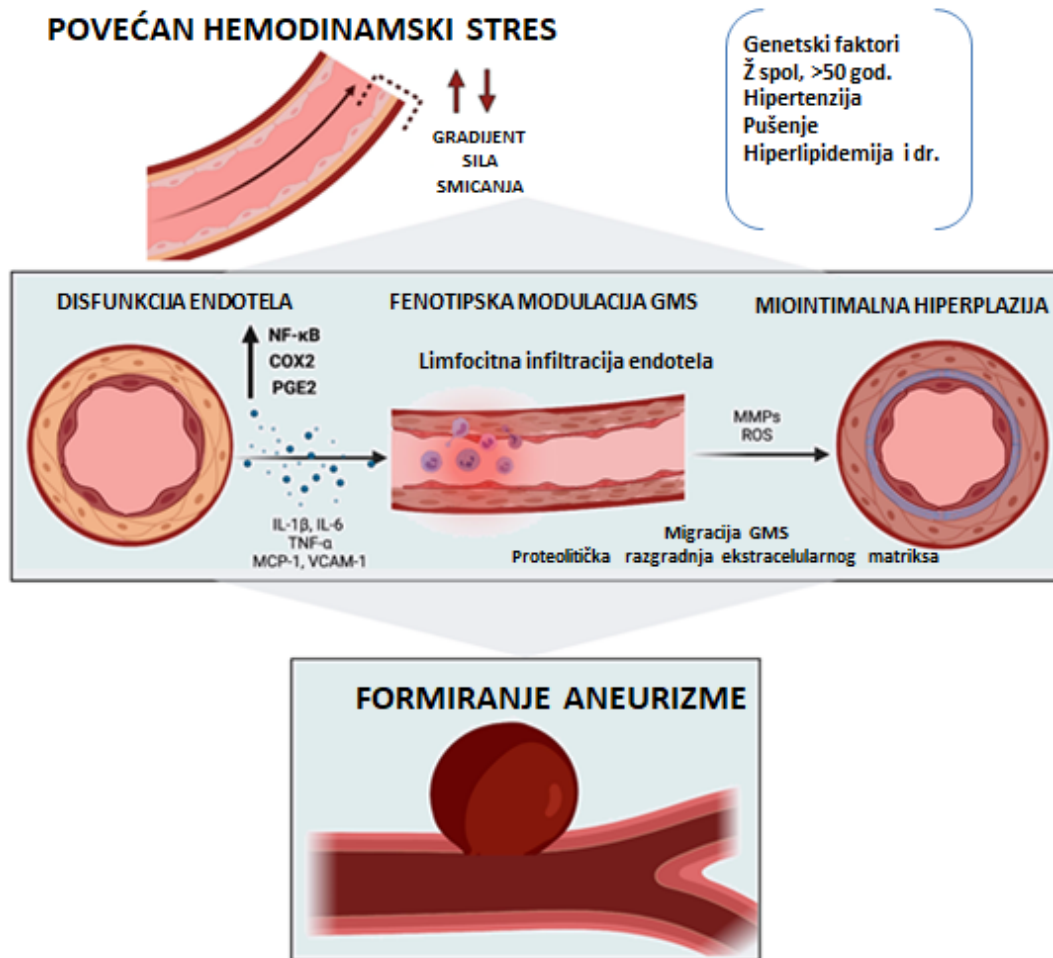 POVEĆAN HEMODINAMSKI STRES
GRADIJENT
SILA
SMICANJA
Genetski faktori
Ž spol, >50 god.
Hipertenzija
Pušenje
Hiperlipidemija i dr.
DISFUNKCIJA ENDOTELA
NF-κB
COX2
PGE2
IL-1β, IL-6
TNF-α
MCP-1, VCAM-1
FENOTIPSKA MODULACIJA GMS
Limfocitna infiltracija endotela
MMPs
ROS
Migracija GMS
Proteolitička razgradnja ekstracelularnog matriksa
MIOINTIMALNA HIPERPLAZIJA
FORMIRANJE ANEURIZME